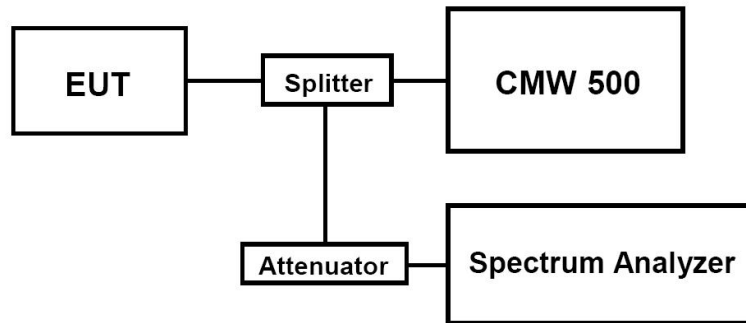 EUT
Splitter
CMW 500
Attenuator
Spectrum Analyzer